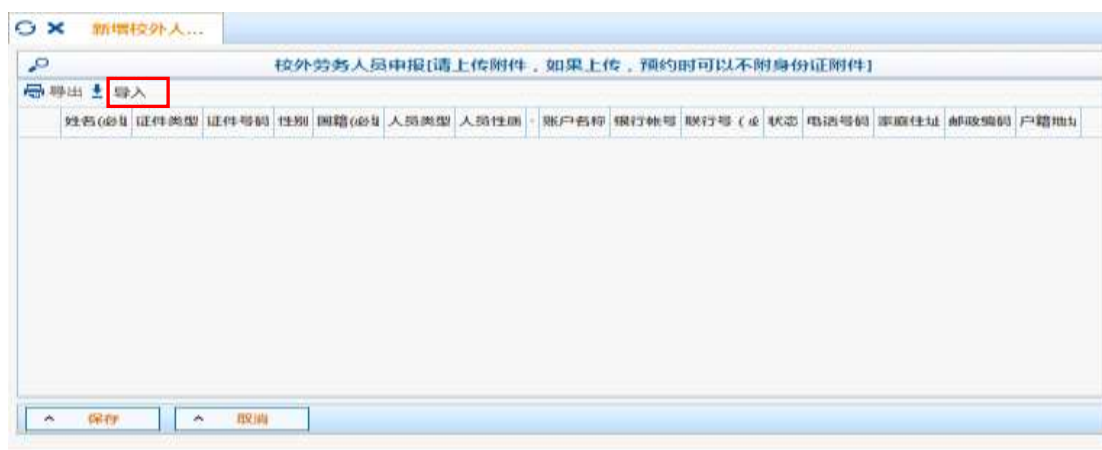 新增校外人...
校外劳务人员申报[请上传附件，如果上传，预约时可以不附身份证附件]
导出 导入
姓名(必填 证件类型 证件号码 性别 国籍(必填 人员类型 人员性质 账户名称 银行帐号 联行号（必 状态 电话号码 家庭住址 邮政编码 户籍地址
保存 取消